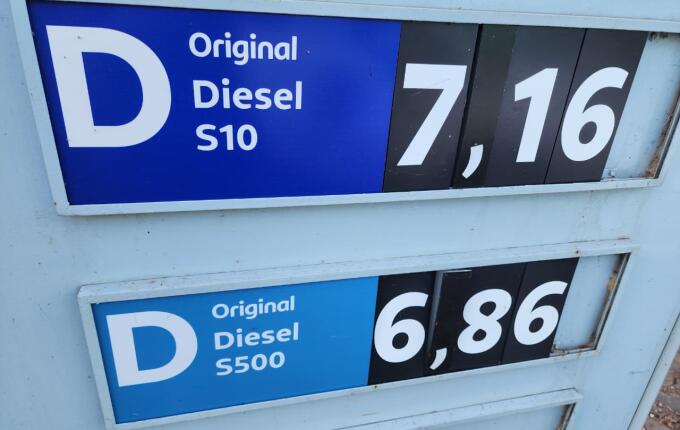 D Original 7,16
Diesel
S10
D Original 6,86
Diesel
S500